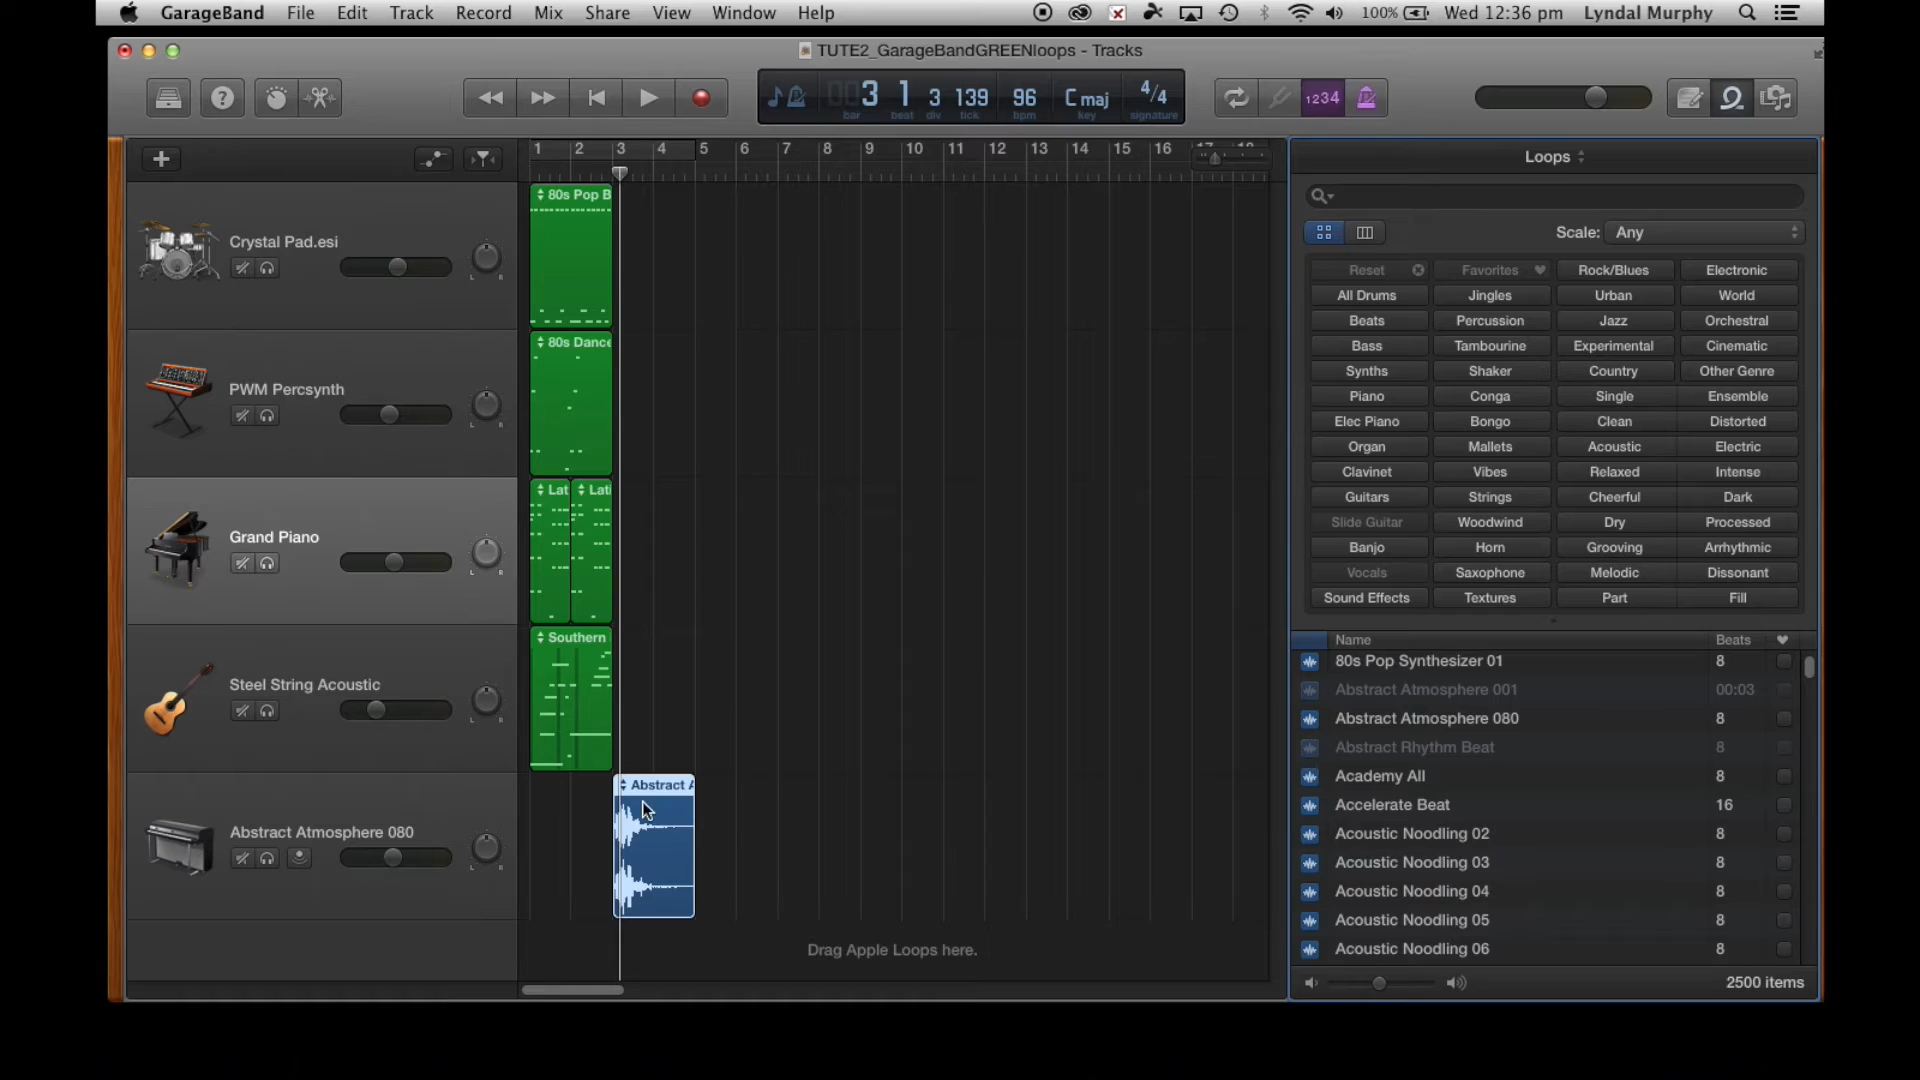 GarageBand File Edit Track Record Mix Share View Window Help 100% Wed 12:36 pm Lyndal Murphy
TUTE2_GarageBandGREENloops - Tracks
3 1 3 139 96 C maj 4/4
bar beat div tick bpm key signature
1234
1 2 3 4 5 6 7 8 9 10 11 12 13 14 15 16
Loops
Scale: Any
Reset Favorites Rock/Blues Electronic
All Drums Jingles Urban World
Beats Percussion Jazz Orchestral
Bass Tambourine Experimental Cinematic
Synths Shaker Country Other Genre
Piano Conga Single Ensemble
Elec Piano Bongo Clean Distorted
Organ Mallets Acoustic Electric
Clavinet Vibes Relaxed Intense
Guitars Strings Cheerful Dark
Slide Guitar Woodwind Dry Processed
Banjo Horn Grooving Arrhythmic
Vocals Saxophone Melodic Dissonant
Sound Effects Textures Part Fill
Name Beats
80s Pop Synthesizer 01 8
Abstract Atmosphere 001 00:03
Abstract Atmosphere 080 8
Abstract Rhythm Beat 8
Academy All 8
Accelerate Beat 16
Acoustic Noodling 02 8
Acoustic Noodling 03 8
Acoustic Noodling 04 8
Acoustic Noodling 05 8
Acoustic Noodling 06 8
2500 items
Crystal Pad.esi
L R
80s Pop B
PWM Percsynth
L R
80s Dance
Grand Piano
L R
Lat Lati
Steel String Acoustic
L R
Southern
Abstract Atmosphere 080
L R
Abstract A
Drag Apple Loops here.